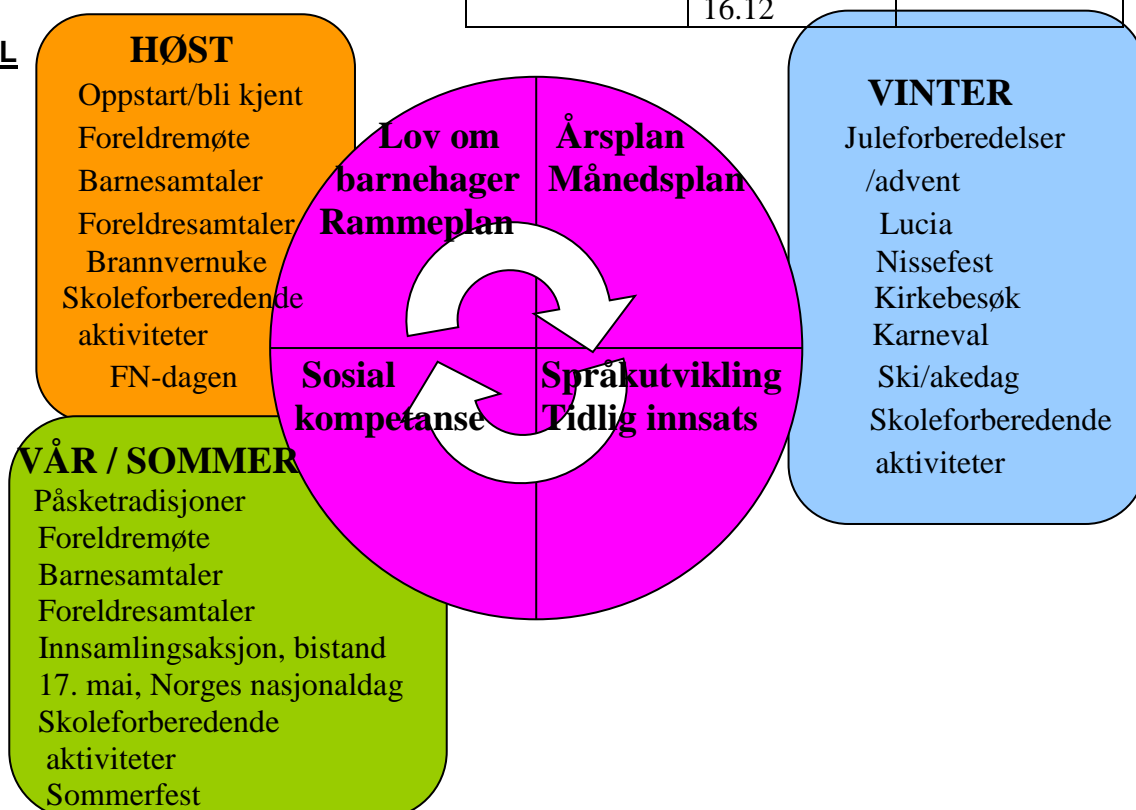 16.12
L
HØST
Oppstart/bli kjent
Foreldremøte
Barnesamtaler
Foreldresamtaler
Brannvernuke
Skoleforberedende
aktiviteter
FN-dagen
Lov om
barnehager
Rammeplan
Årsplan
Månedsplan
Sosial
kompetanse
Språkutvikling
Tidlig innsats
VINTER
Juleforberedelser
/advent
Lucia
Nissefest
Kirkebesøk
Karneval
Ski/akedag
Skoleforberedende
aktiviteter
VÅR / SOMMER
Påsketradisjoner
Foreldremøte
Barnesamtaler
Foreldresamtaler
Innsamlingsaksjon, bistand
17. mai, Norges nasjonaldag
Skoleforberedende
aktiviteter
Sommerfest